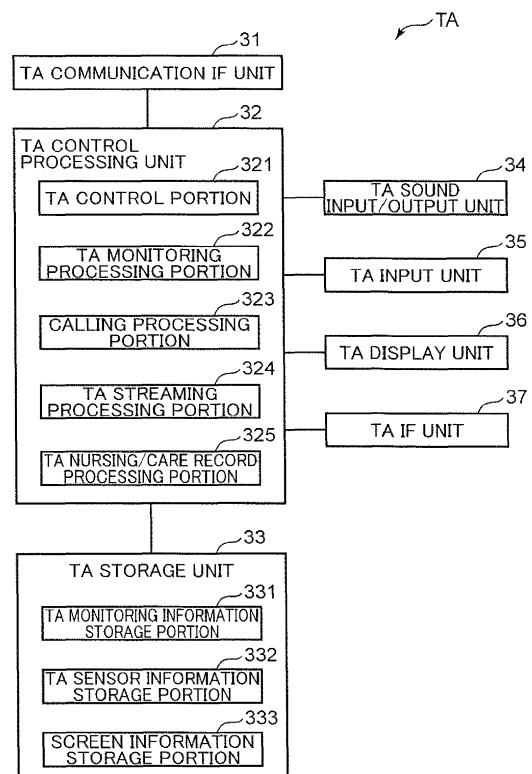 TA
31
TA COMMUNICATION IF UNIT
32
TA CONTROL
PROCESSING UNIT
321
TA CONTROL PORTION
322
TA MONITORING
PROCESSING PORTION
323
CALLING PROCESSING
PORTION
324
TA STREAMING
PROCESSING PORTION
325
TA NURSING/CARE RECORD
PROCESSING PORTION
34
TA SOUND
INPUT/OUTPUT UNIT
35
TA INPUT UNIT
36
TA DISPLAY UNIT
37
TA IF UNIT
33
TA STORAGE UNIT
331
TA MONITORING INFORMATION
STORAGE PORTION
332
TA SENSOR INFORMATION
STORAGE PORTION
333
SCREEN INFORMATION
STORAGE PORTION